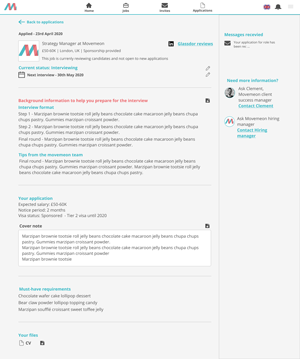 Home
Jobs
Invites
Applications
Back to applications
Applied - 23rd April 2020
Strategy Manager at Movemeon
Glassdor reviews
£50-65K | London, UK | Sponsorship provided
This job is currently reviewing candidates and not open to new applications
Current status: Interviewing
Next interview - 30th May 2020
Background information to help you prepare for the interview
Interview format
Step 1 - Marzipan brownie tootsie roll jelly beans chocolate cake macaroon jelly beans chupa
chups pastry. Gummies marzipan croissant powder.
Step 2 - Marzipan brownie tootsie roll jelly beans chocolate cake macaroon jelly beans chupa
chups pastry. Gummies marzipan croissant powder.
Final round - Marzipan brownie tootsie roll jelly beans chocolate cake macaroon jelly beans
chupa chups pastry. Gummies marzipan croissant powder.
Tips from the movemeon team
Final round - Marzipan brownie tootsie roll jelly beans chocolate cake macaroon jelly beans
chupa chups pastry. Gummies marzipan croissant powder. Marzipan brownie tootsie roll jelly
beans chocolate cake macaroon jelly beans chupa chups pastry.
Your application
Expected salary: £50-60K
Notice period: 2 months
Visa status: Sponsored - Tier 2 visa until 2020
Cover note
Marzipan brownie tootsie roll jelly beans chocolate cake macaroon jelly beans chupa chups
pastry. Gummies marzipan croissant powder.
Marzipan brownie tootsie roll jelly beans chocolate cake macaroon jelly beans chupa chups
pastry. Gummies marzipan croissant powder.
Marzipan brownie tootsie
Must-have requirements
Chocolate wafer cake lollipop dessert
Bear claw powder lollipop topping candy
Marzipan soufflé croissant sweet toffee jelly
Your files
CV
Messages received
Your application for role has
been rec ...
Need more information?
Ask Clement,
Movemeon client
success manager
Contact Clement
Ask Movemeon hiring
manager
Contact Hiring
manager